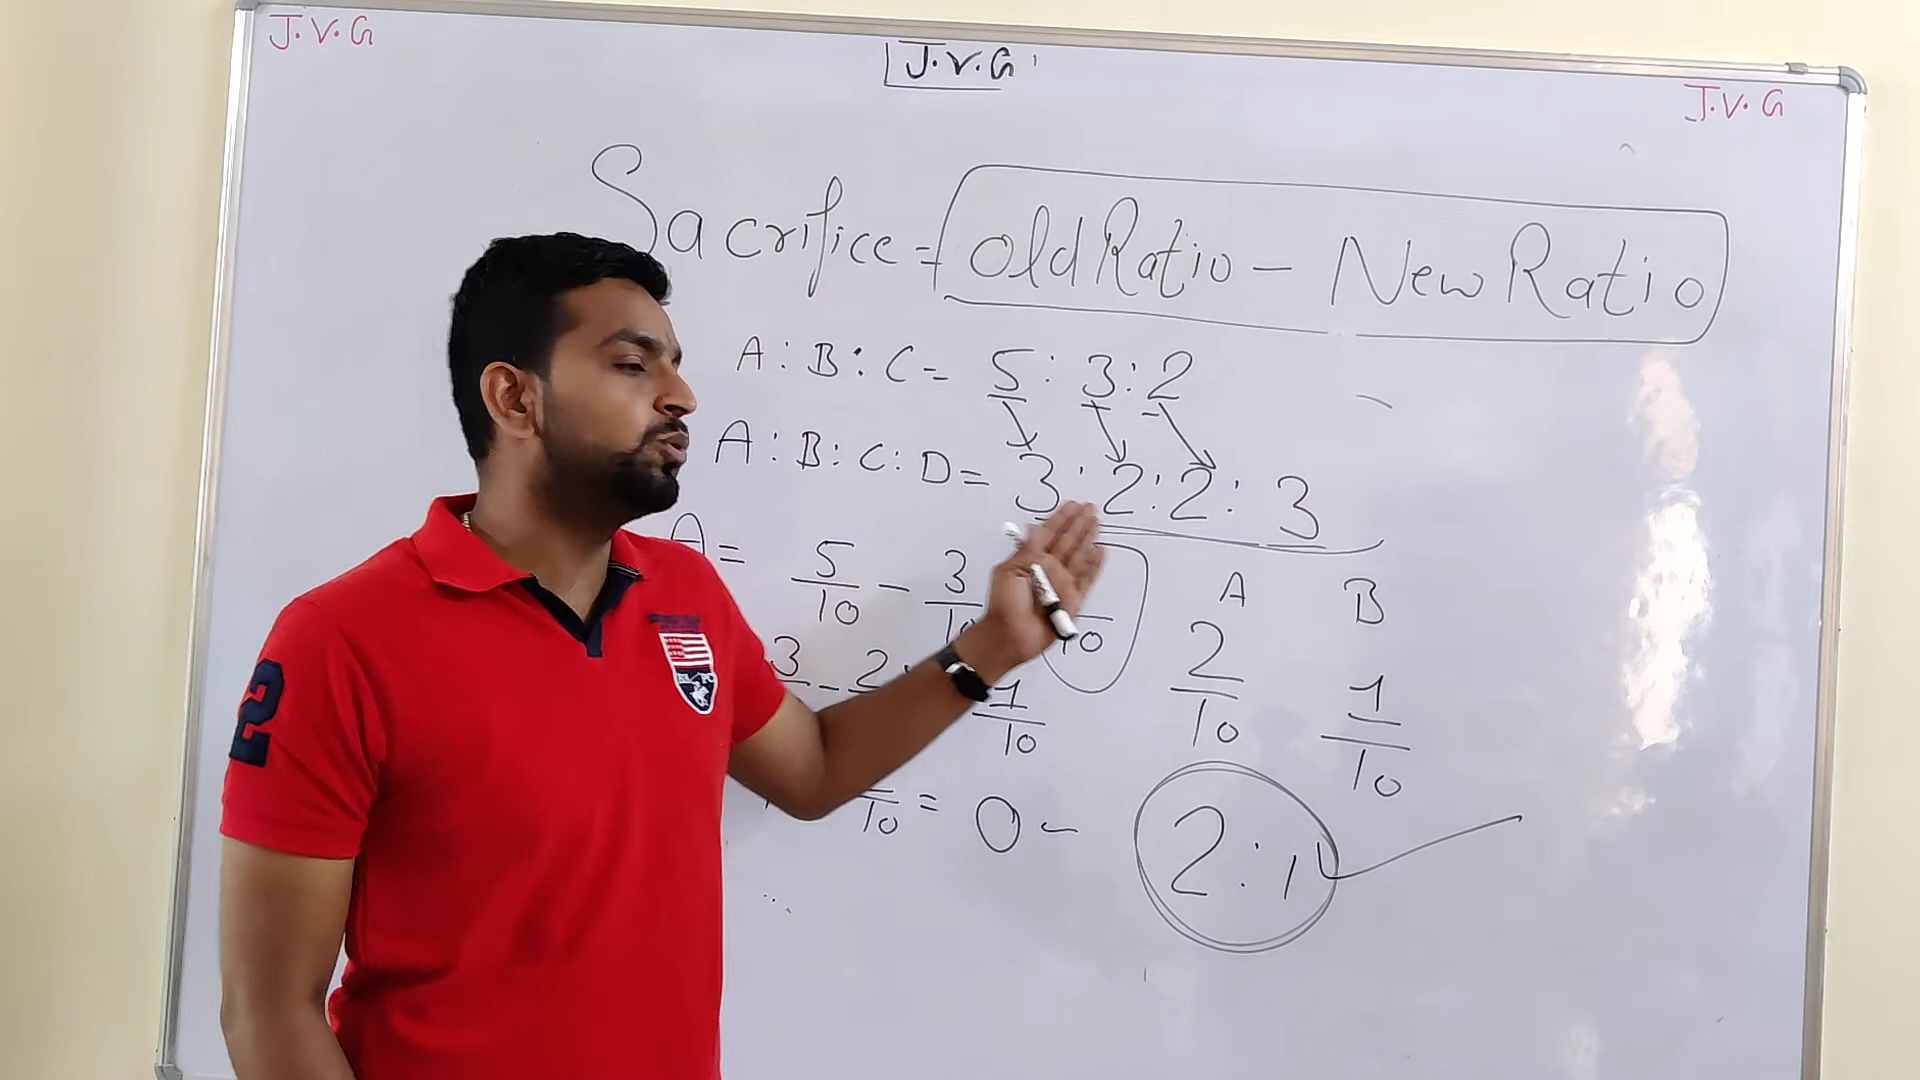 J.V.G
J.V.G
J.V.G
Sacrifice = Old Ratio - New Ratio
A : B : C = 5 : 3 : 2
A : B : C : D = 3 : 2 : 2 : 3
A = 5/10 - 3/10
10
3 - 2
1/10
10 = 0 -
A B
2/10 1/10
2 : 1
2